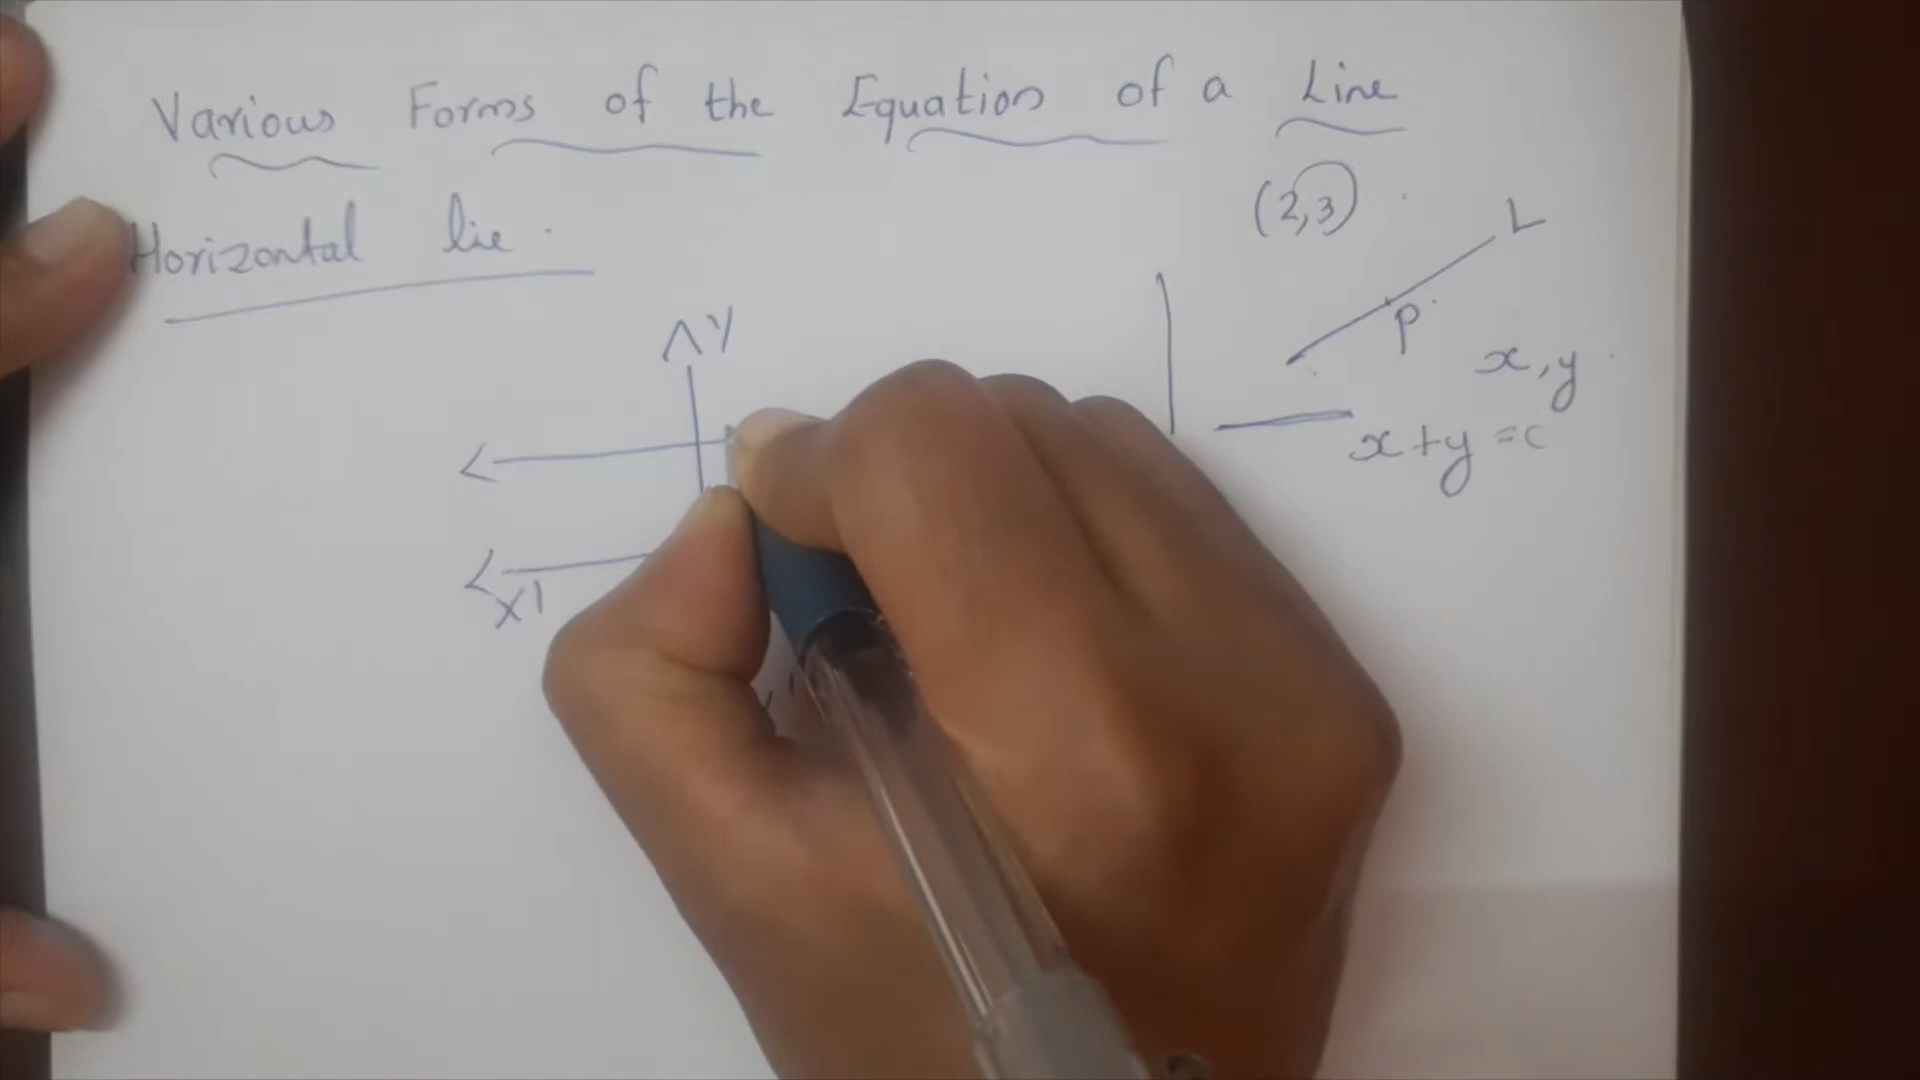 Various Forms of the Equation of a Line
Horizontal lie.
(2,3)
L
P
x, y
x+y=c
Y
X'